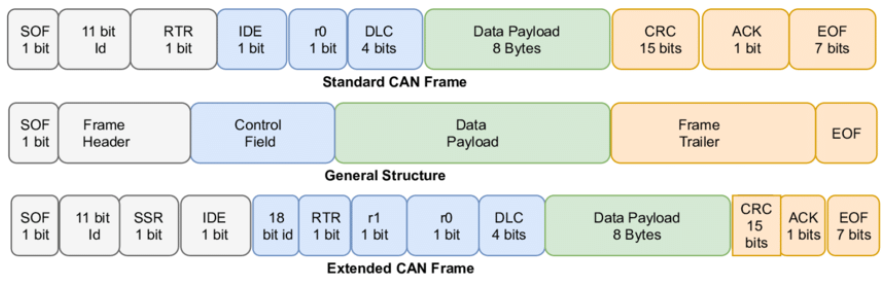 SOF 11 bit RTR IDE r0 DLC Data Payload CRC ACK EOF
1 bit Id 1 bit 1 bit 1 bit 4 bits 8 Bytes 15 bits 1 bit 7 bits
Standard CAN Frame
SOF Frame Control Data Frame EOF
1 bit Header Field Payload Trailer
General Structure
SOF 11 bit SSR IDE 18 RTR r1 r0 DLC Data Payload CRC ACK EOF
1 bit Id 1 bit 1 bit bit id 1 bit 1 bit 1 bit 4 bits 8 Bytes 15 bits 1 bits 7 bits
Extended CAN Frame